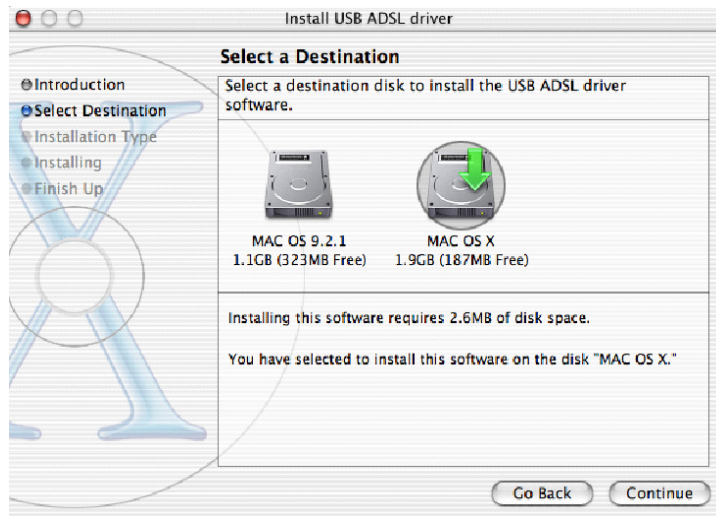 Install USB ADSL driver
Select a Destination
Introduction
Select Destination
Installation Type
Installing
Finish Up
Select a destination disk to install the USB ADSL driver
software.
MAC OS 9.2.1
1.1GB (323MB Free)
MAC OS X
1.9GB (187MB Free)
Installing this software requires 2.6MB of disk space.
You have selected to install this software on the disk "MAC OS X."
Go Back
Continue